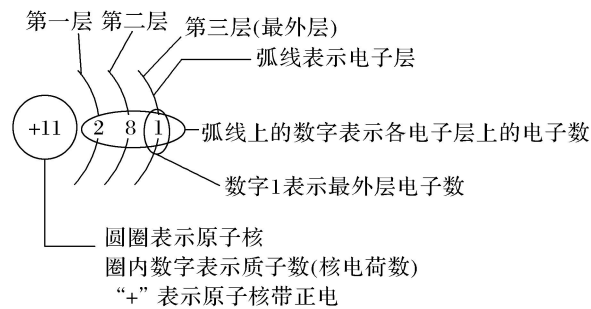 第一层 第二层
第三层(最外层)
弧线表示电子层
+11 2 8 1
弧线上的数字表示各电子层上的电子数
数字1表示最外层电子数
圆圈表示原子核
圈内数字表示质子数(核电荷数)
“+”表示原子核带正电